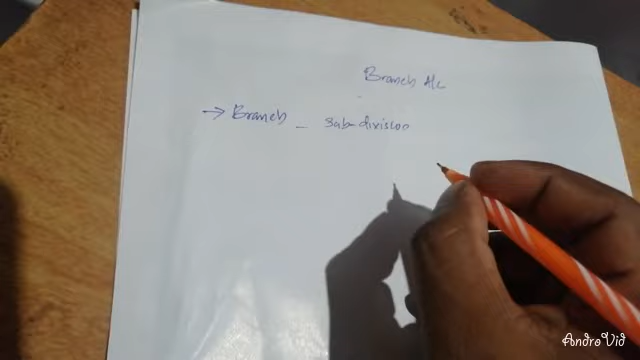 Branch A/c
→ Branch - Sub-division
AndroVid